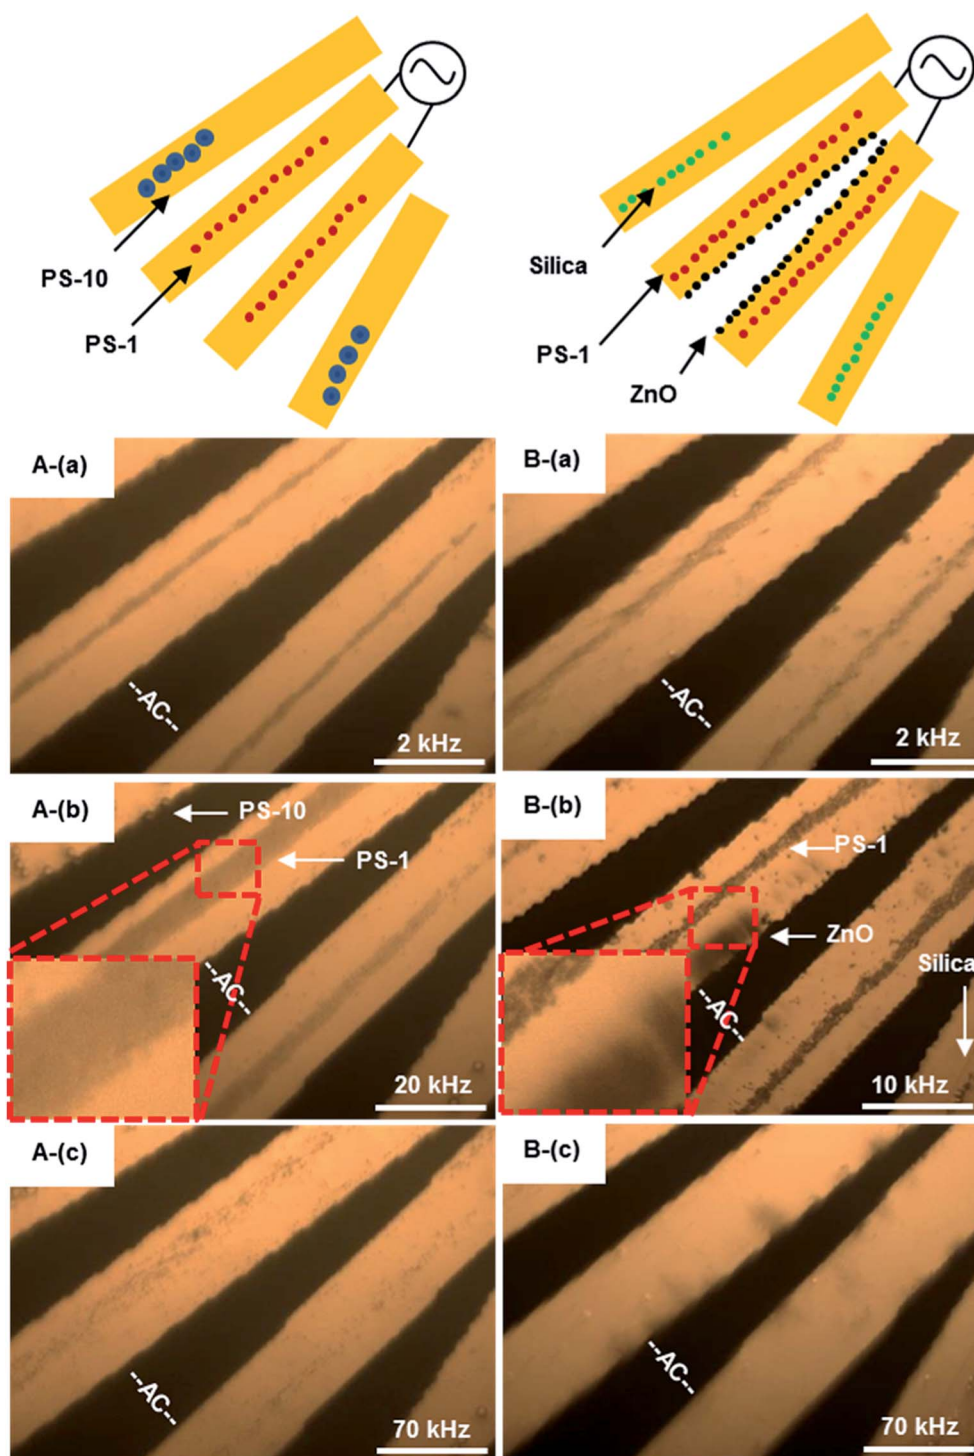 PS-10
PS-1
Silica
PS-1
ZnO
A-(a)
--AC--
2 kHz
B-(a)
--AC--
2 kHz
A-(b)
PS-10
PS-1
--AC--
20 kHz
B-(b)
PS-1
ZnO
Silica
--AC--
10 kHz
A-(c)
--AC--
70 kHz
B-(c)
--AC--
70 kHz